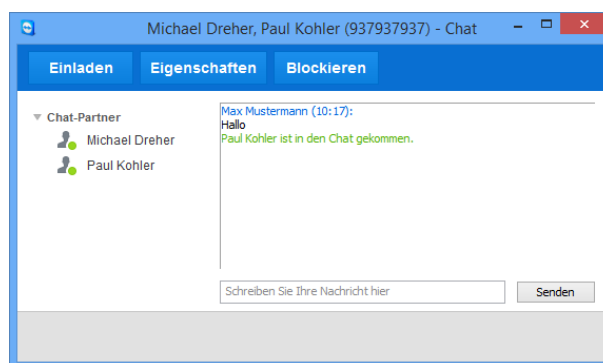 Michael Dreher, Paul Kohler (937937937) - Chat
Einladen Eigenschaften Blockieren
Chat-Partner
Michael Dreher
Paul Kohler
Max Mustermann (10:17):
Hallo
Paul Kohler ist in den Chat gekommen.
Schreiben Sie Ihre Nachricht hier
Senden